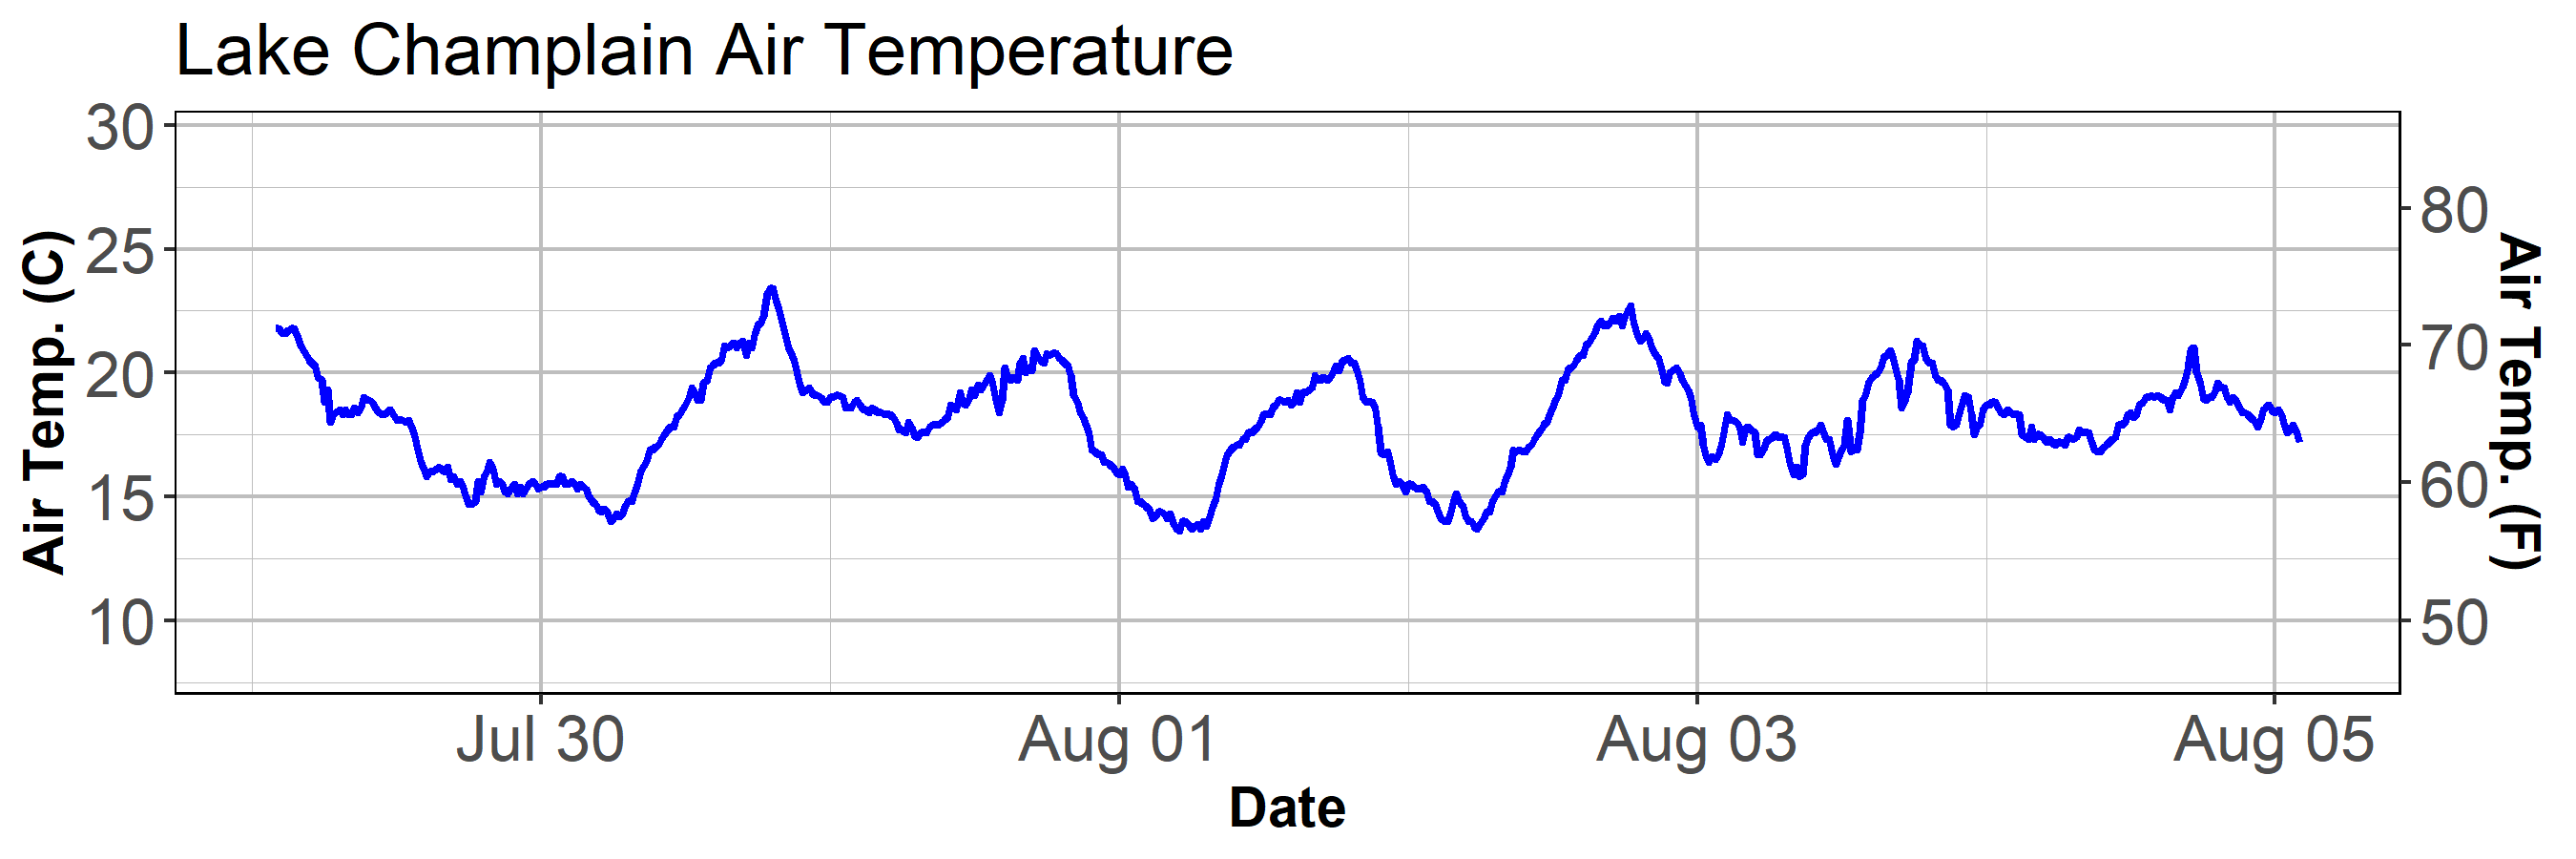 Lake Champlain Air Temperature
30
25
20
15
10
Air Temp. (C)
80
70
60
50
Air Temp. (F)
Jul 30
Aug 01
Aug 03
Aug 05
Date